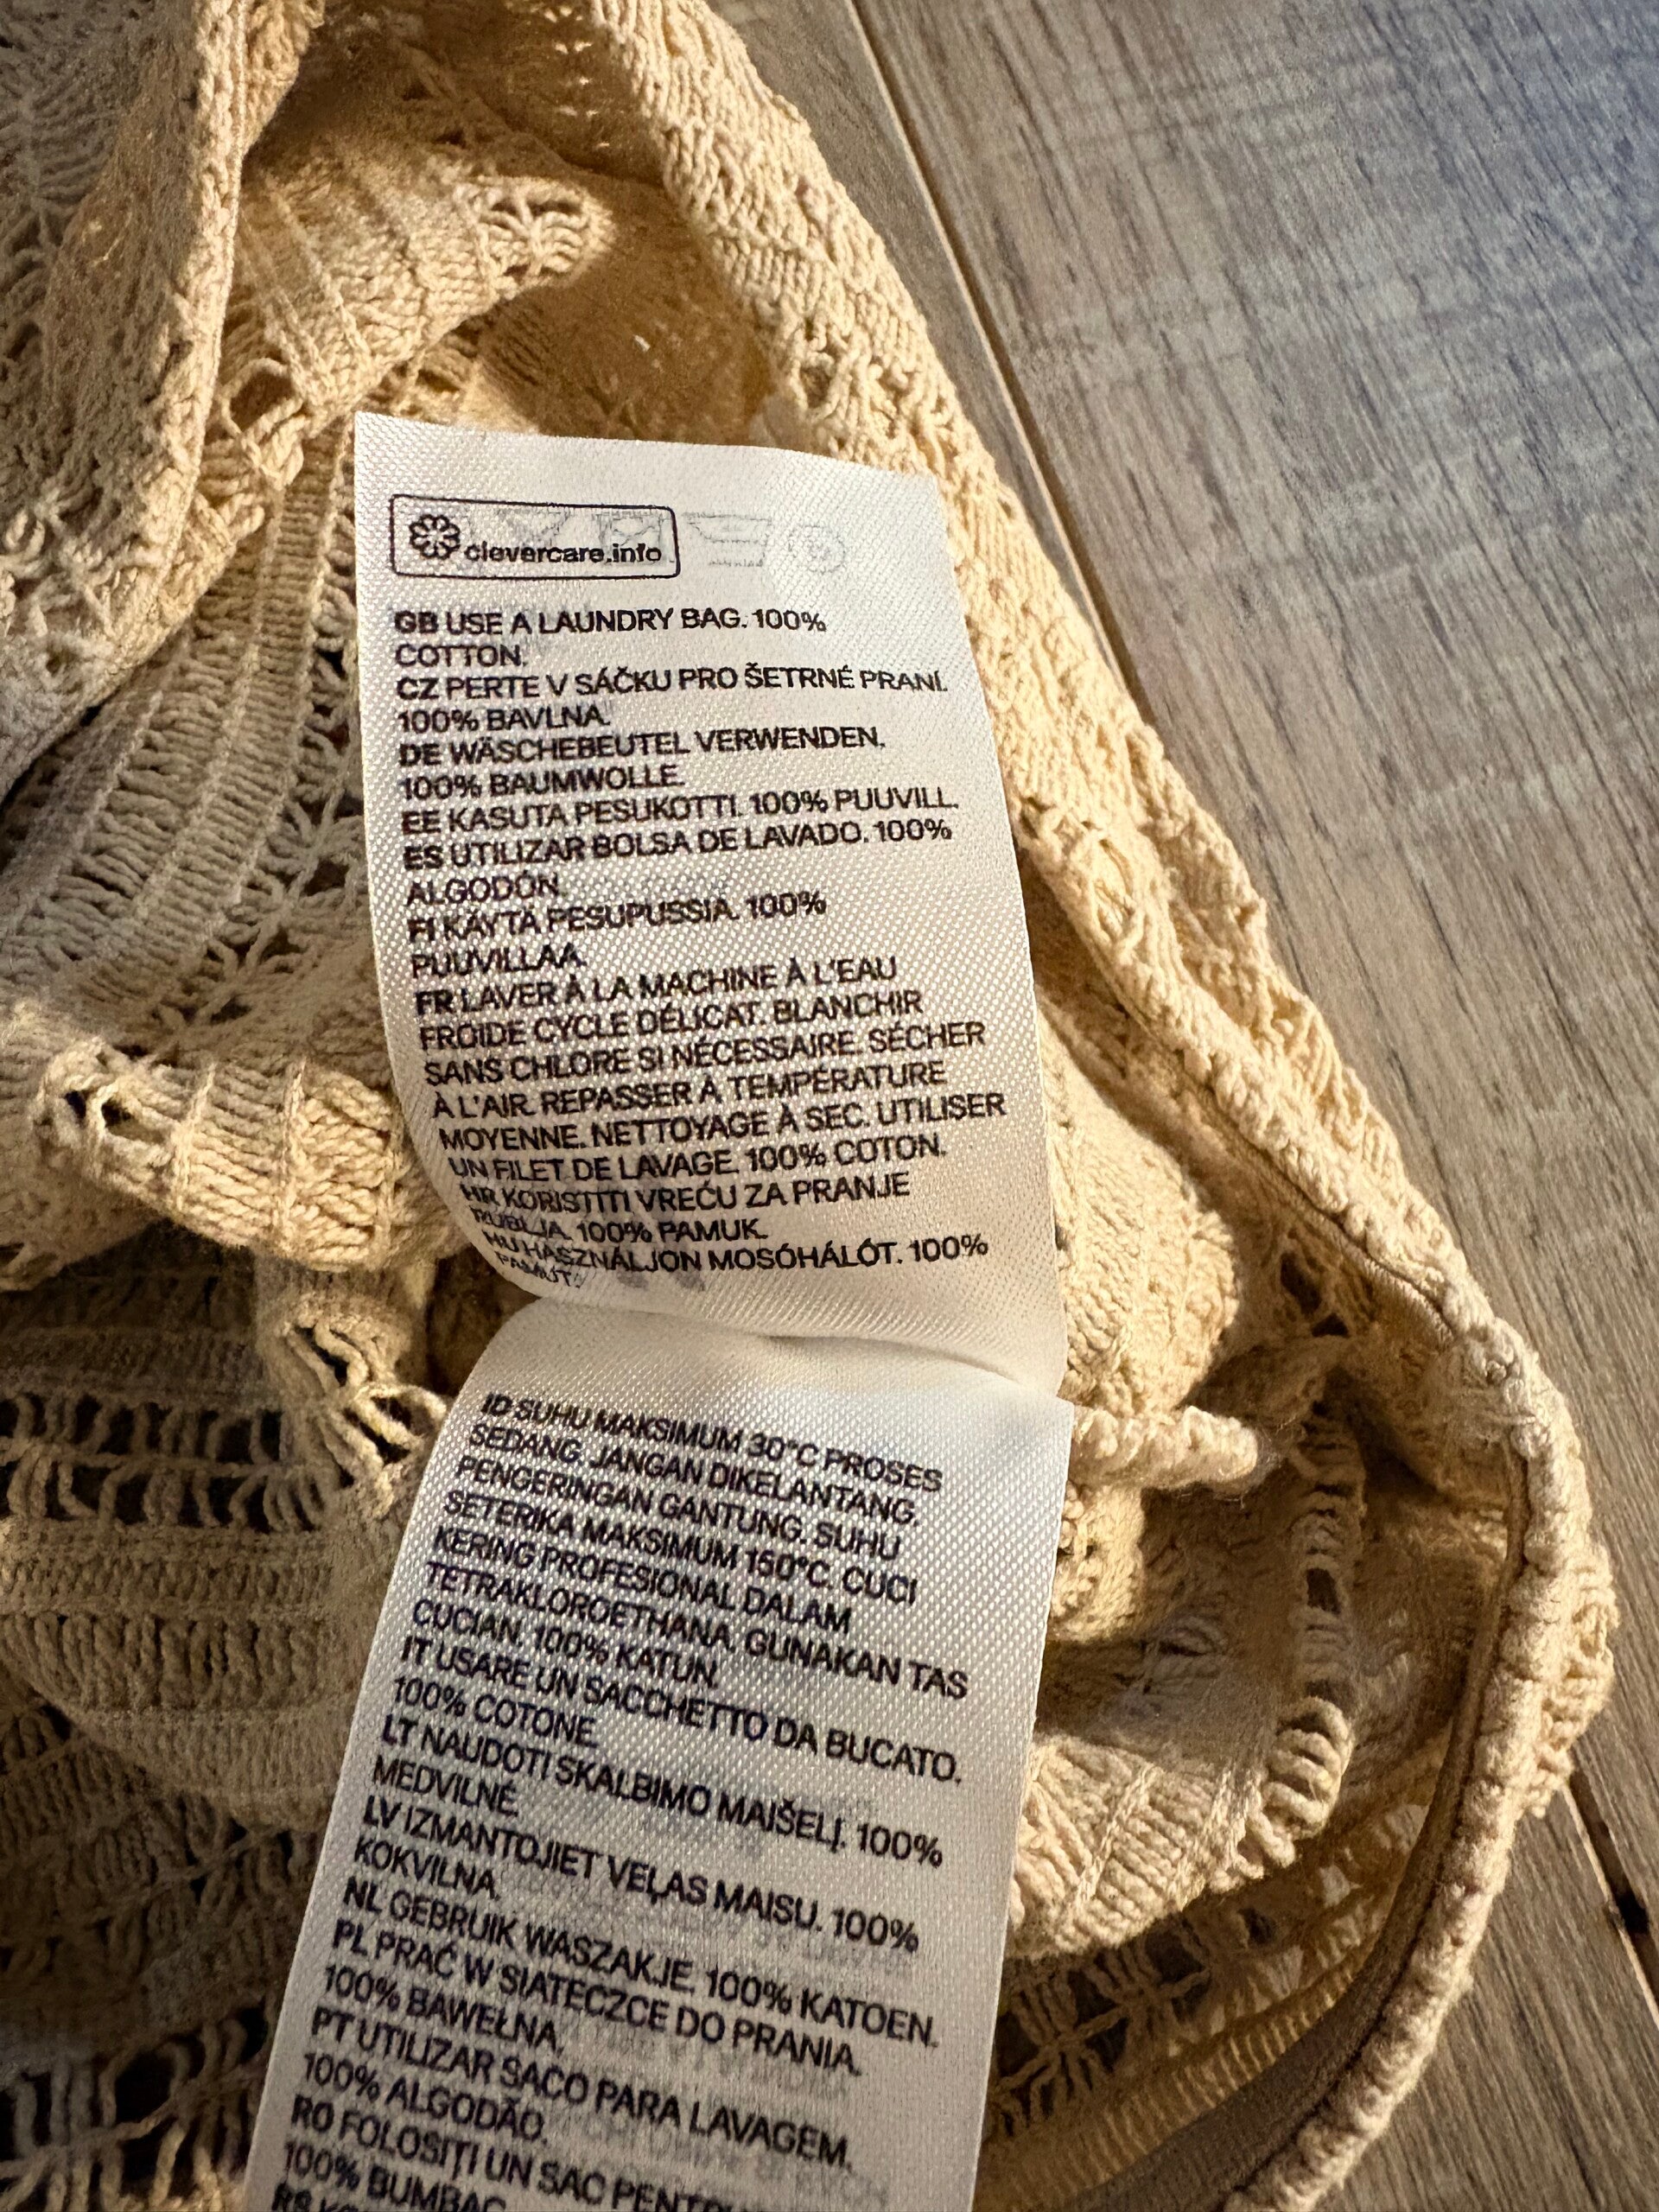 clevercare.info
GB USE A LAUNDRY BAG. 100%
COTTON.
CZ PERTE V SÁČKU PRO ŠETRNÉ PRANÍ.
100% BAVLNA.
DE WÄSCHEBEUTEL VERWENDEN.
100% BAUMWOLLE.
EE KASUTA PESUKOTTI. 100% PUUVILL.
ES UTILIZAR BOLSA DE LAVADO. 100%
ALGODÓN.
FI KÄYTÄ PESUPUSSIA. 100%
PUUVILLAA.
FR LAVER À LA MACHINE À L'EAU
FROIDE CYCLE DÉLICAT. BLANCHIR
SANS CHLORE SI NÉCESSAIRE. SÉCHER
À L'AIR. REPASSER À TEMPÉRATURE
MOYENNE. NETTOYAGE À SEC. UTILISER
UN FILET DE LAVAGE. 100% COTON.
HR KORISTITI VREĆU ZA PRANJE
RUBLJA. 100% PAMUK.
HU HASZNÁLJON MOSÓHÁLÓT. 100%
PAMUT.
ID SUHU MAKSIMUM 30°C PROSES
SEDANG. JANGAN DIKELANTANG.
PENGERINGAN GANTUNG. SUHU
SETERIKA MAKSIMUM 150°C. CUCI
KERING PROFESIONAL DALAM
TETRAKLOROETHANA. GUNAKAN TAS
CUCIAN. 100% KATUN.
IT USARE UN SACCHETTO DA BUCATO.
100% COTONE.
LT NAUDOTI SKALBIMO MAIŠELĮ. 100%
MEDVILNĖ.
LV IZMANTOJIET VEĻAS MAISU. 100%
KOKVILNA.
NL GEBRUIK WASZAKJE. 100% KATOEN.
PL PRAĆ W SIATECZCE DO PRANIA.
100% BAWEŁNA.
PT UTILIZAR SACO PARA LAVAGEM.
100% ALGODÃO.
RO FOLOSIȚI UN SAC
100% BUMBAC
RS